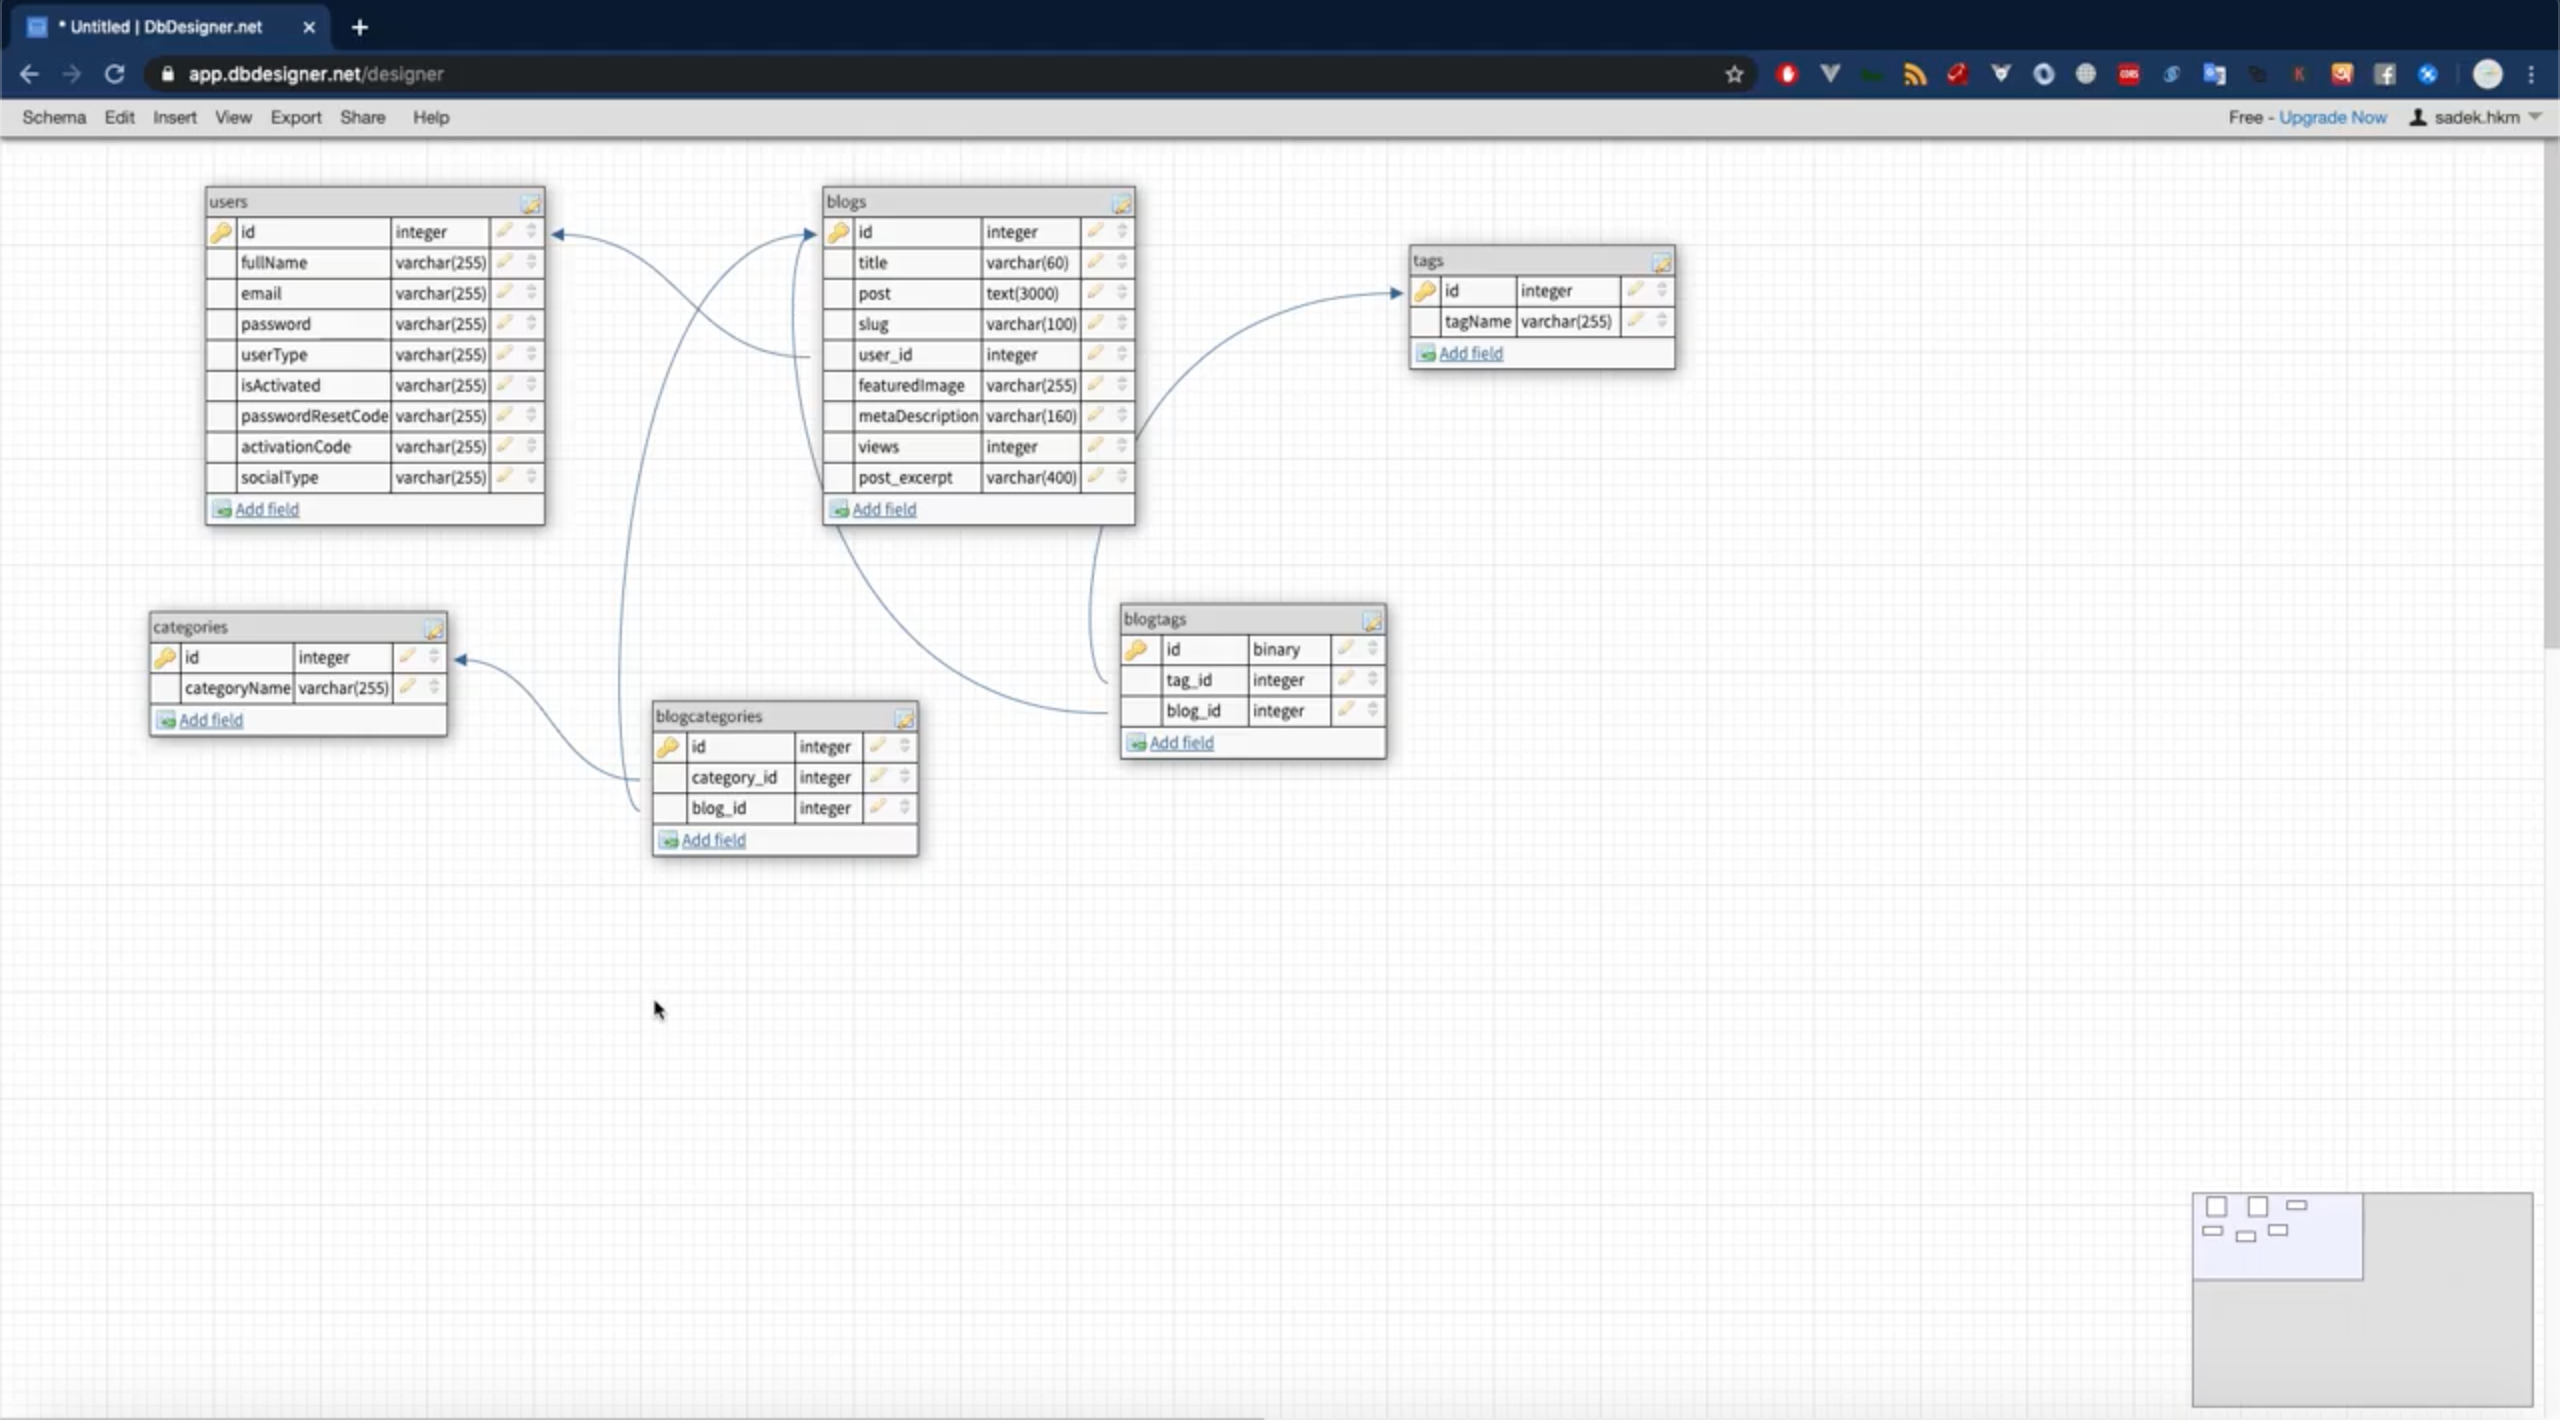 * Untitled | DbDesigner.net
app.dbdesigner.net/designer
Schema Edit Insert View Export Share Help
Free - Upgrade Now sadek.hkm
users
id integer
fullName varchar(255)
email varchar(255)
password varchar(255)
userType varchar(255)
isActivated varchar(255)
passwordResetCode varchar(255)
activationCode varchar(255)
socialType varchar(255)
Add field
blogs
id integer
title varchar(60)
post text(3000)
slug varchar(100)
user_id integer
featuredImage varchar(255)
metaDescription varchar(160)
views integer
post_excerpt varchar(400)
Add field
tags
id integer
tagName varchar(255)
Add field
categories
id integer
categoryName varchar(255)
Add field
blogcategories
id integer
category_id integer
blog_id integer
Add field
blogtags
id binary
tag_id integer
blog_id integer
Add field